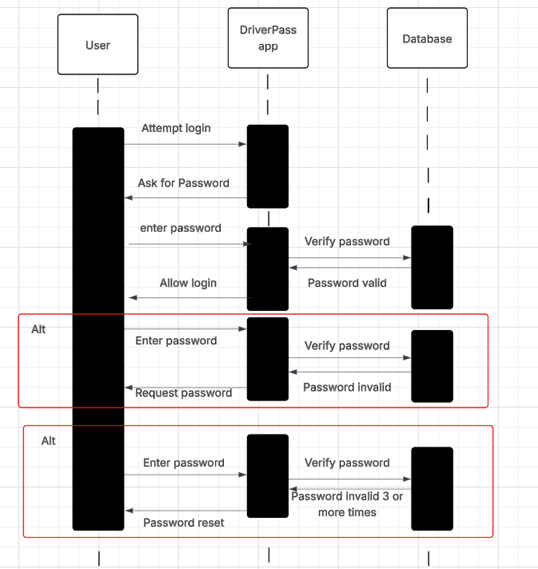 User
DriverPass
app
Database
Attempt login
Ask for Password
enter password
Verify password
Allow login
Password valid
Alt
Enter password
Verify password
Request password
Password invalid
Alt
Enter password
Verify password
Password invalid 3 or
more times
Password reset